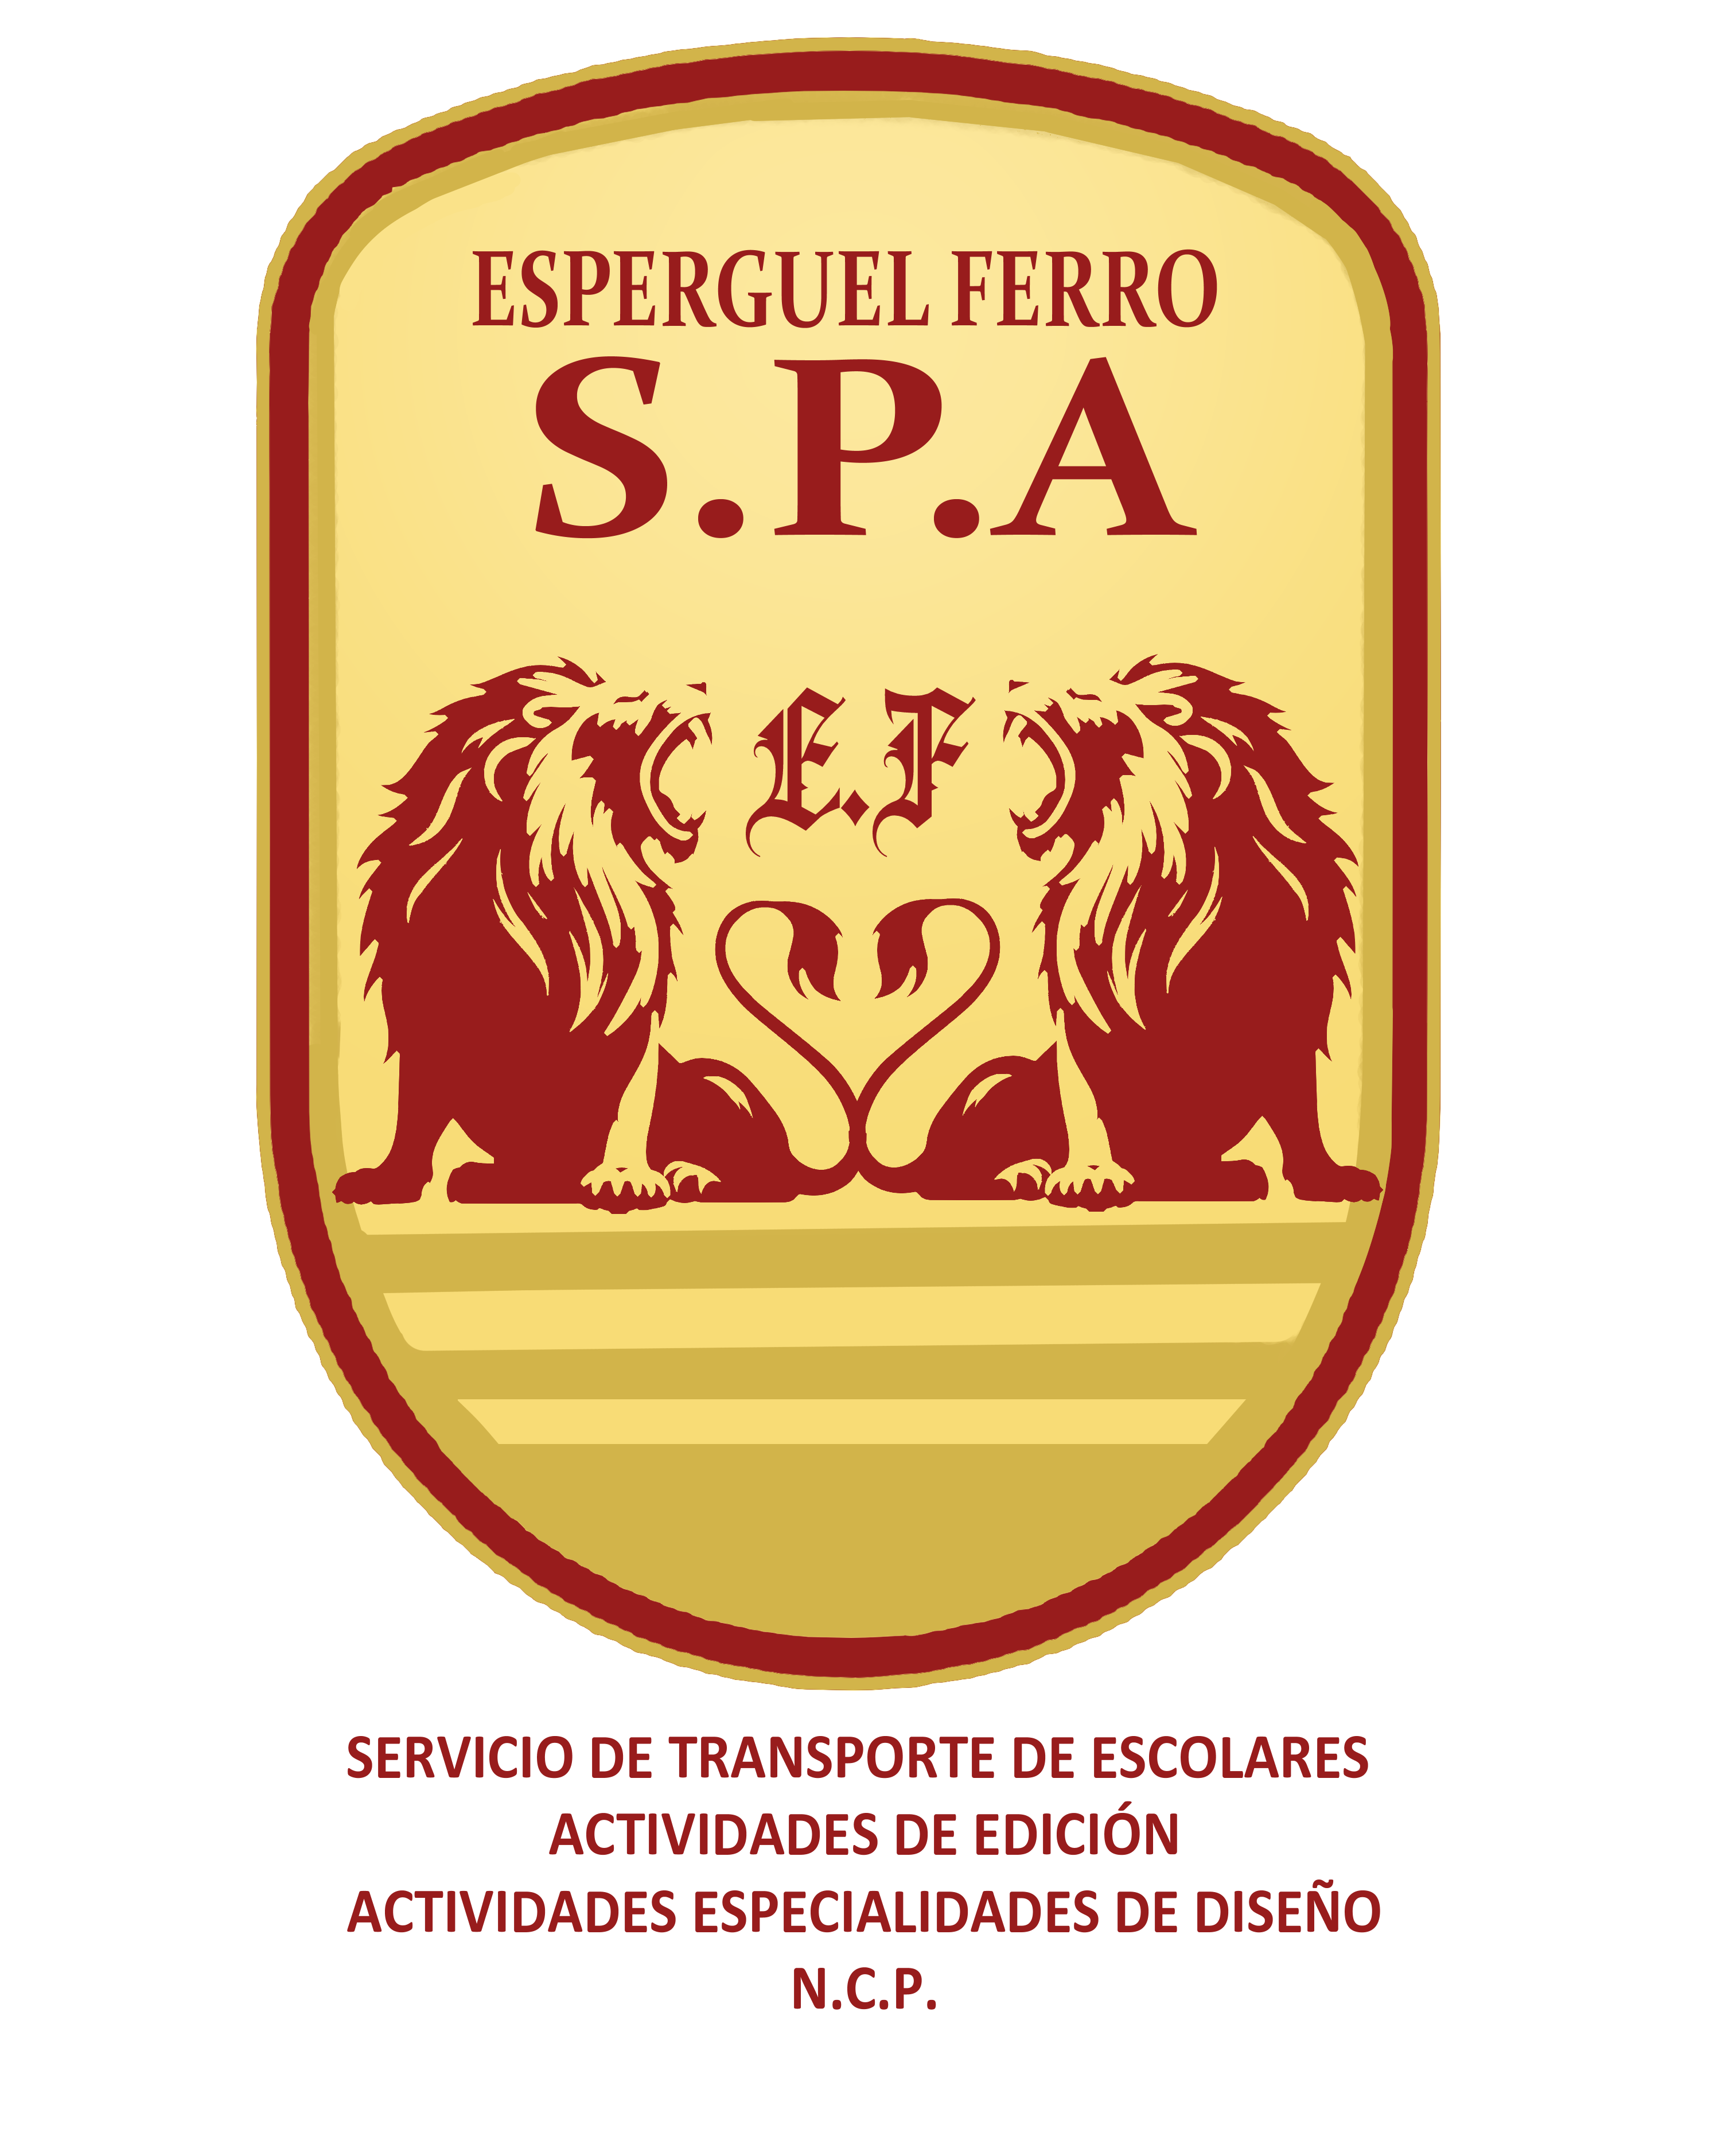 ESPERGUEL FERRO
S.P.A
E.F
SERVICIO DE TRANSPORTE DE ESCOLARES
ACTIVIDADES DE EDICIÓN
ACTIVIDADES ESPECIALIDADES DE DISEÑO
N.C.P.